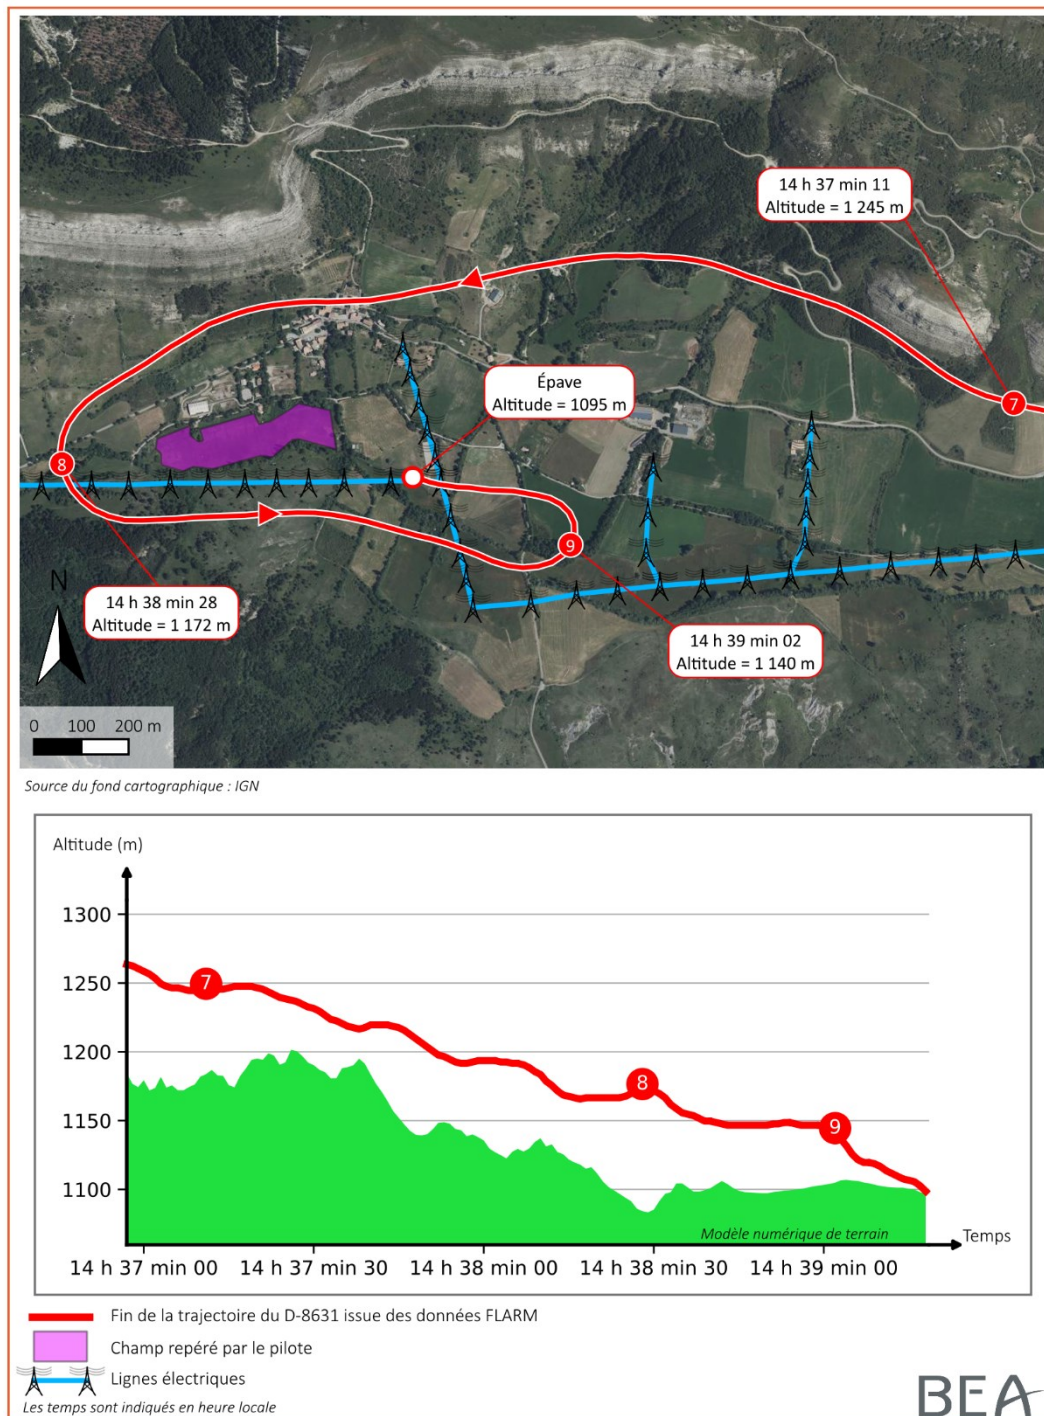 14 h 37 min 11
Altitude = 1 245 m
7
Épave
Altitude = 1095 m
8
9
N
14 h 38 min 28
Altitude = 1 172 m
14 h 39 min 02
Altitude = 1 140 m
0 100 200 m
Source du fond cartographique : IGN
Altitude (m)
1300
1250
1200
1150
1100
7
8
9
Modèle numérique de terrain
Temps
14 h 37 min 00
14 h 37 min 30
14 h 38 min 00
14 h 38 min 30
14 h 39 min 00
Fin de la trajectoire du D-8631 issue des données FLARM
Champ repéré par le pilote
Lignes électriques
Les temps sont indiqués en heure locale
BEA